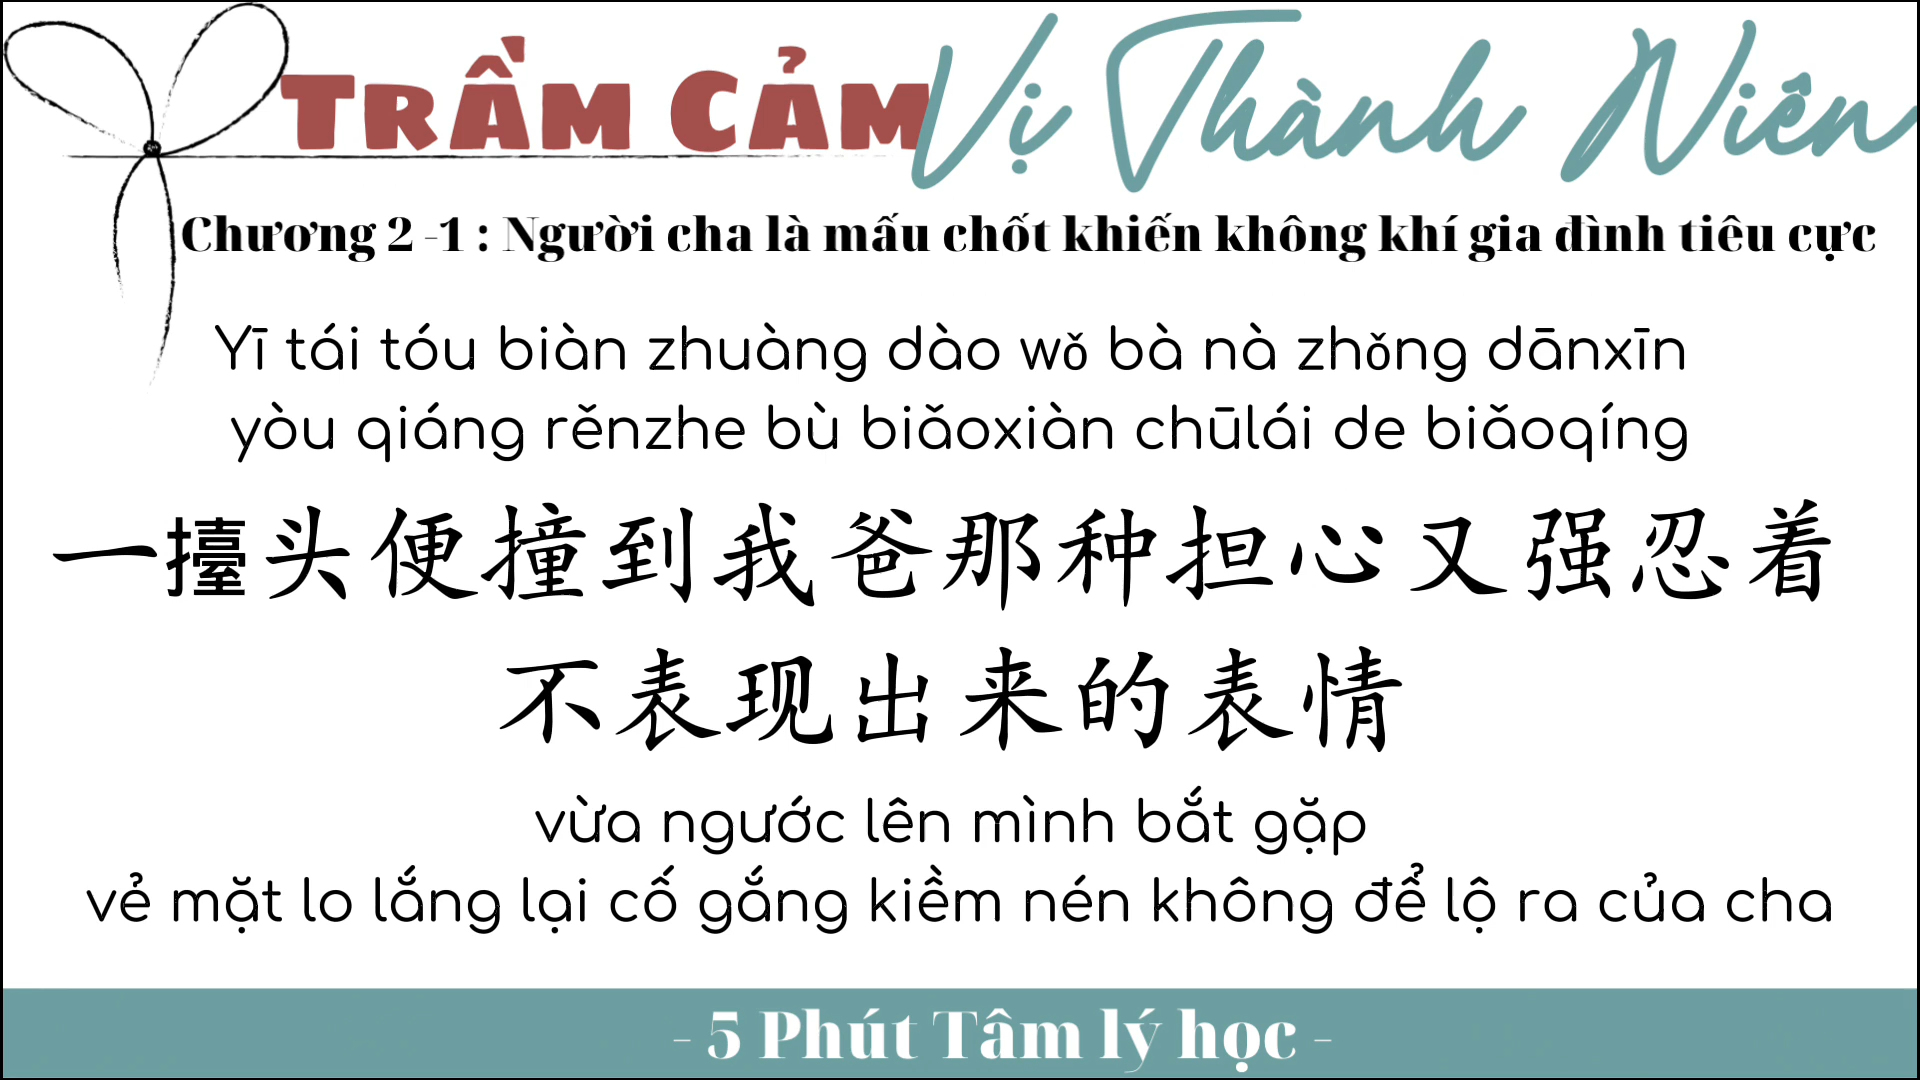 Trầm Cảm Vị Thành Niên
Chương 2 -1 : Người cha là mấu chốt khiến không khí gia đình tiêu cực
Yī tái tóu biàn zhuàng dào wǒ bà nà zhǒng dānxīn
yòu qiáng rěnzhe bù biǎoxiàn chūlái de biǎoqíng
一擡头便撞到我爸那种担心又强忍着
不表现出来的表情
vừa ngước lên mình bắt gặp
vẻ mặt lo lắng lại cố gắng kiềm nén không để lộ ra của cha
- 5 Phút Tâm lý học -